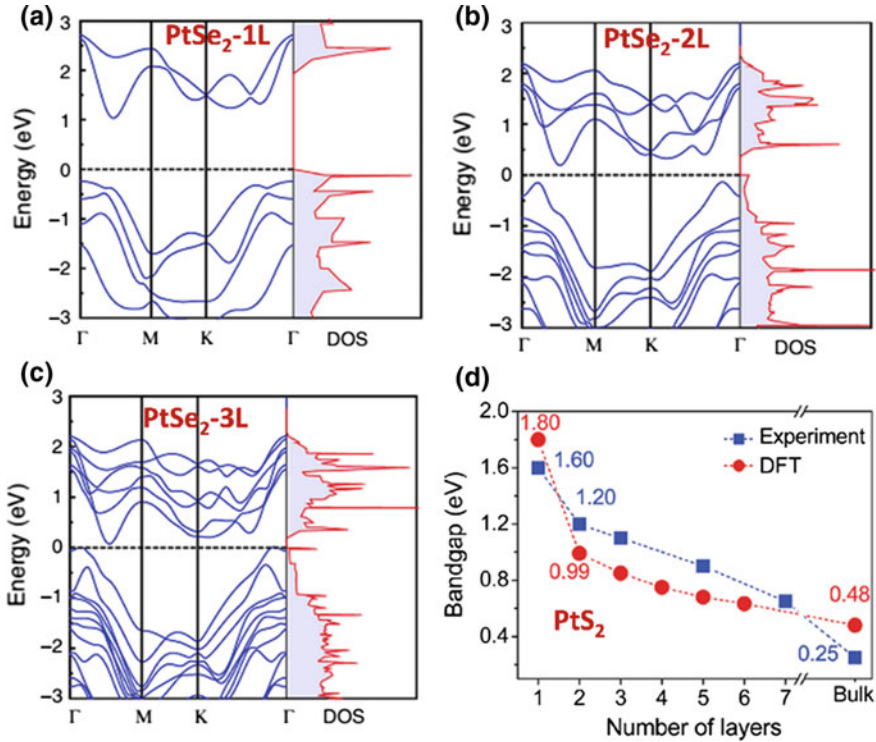 (a)
PtSe₂-1L
3
2
1
0
−1
−2
−3
Energy (eV)
Γ M K Γ DOS
(b)
PtSe₂-2L
3
2
1
0
−1
−2
−3
Energy (eV)
Γ M K Γ DOS
(c)
PtSe₂-3L
3
2
1
0
−1
−2
−3
Energy (eV)
Γ M K Γ DOS
(d)
2.0
1.6
1.2
0.8
0.4
Bandgap (eV)
1.80
1.60
1.20
0.99
0.48
0.25
Experiment
DFT
PtS₂
1 2 3 4 5 6 7 Bulk
Number of layers